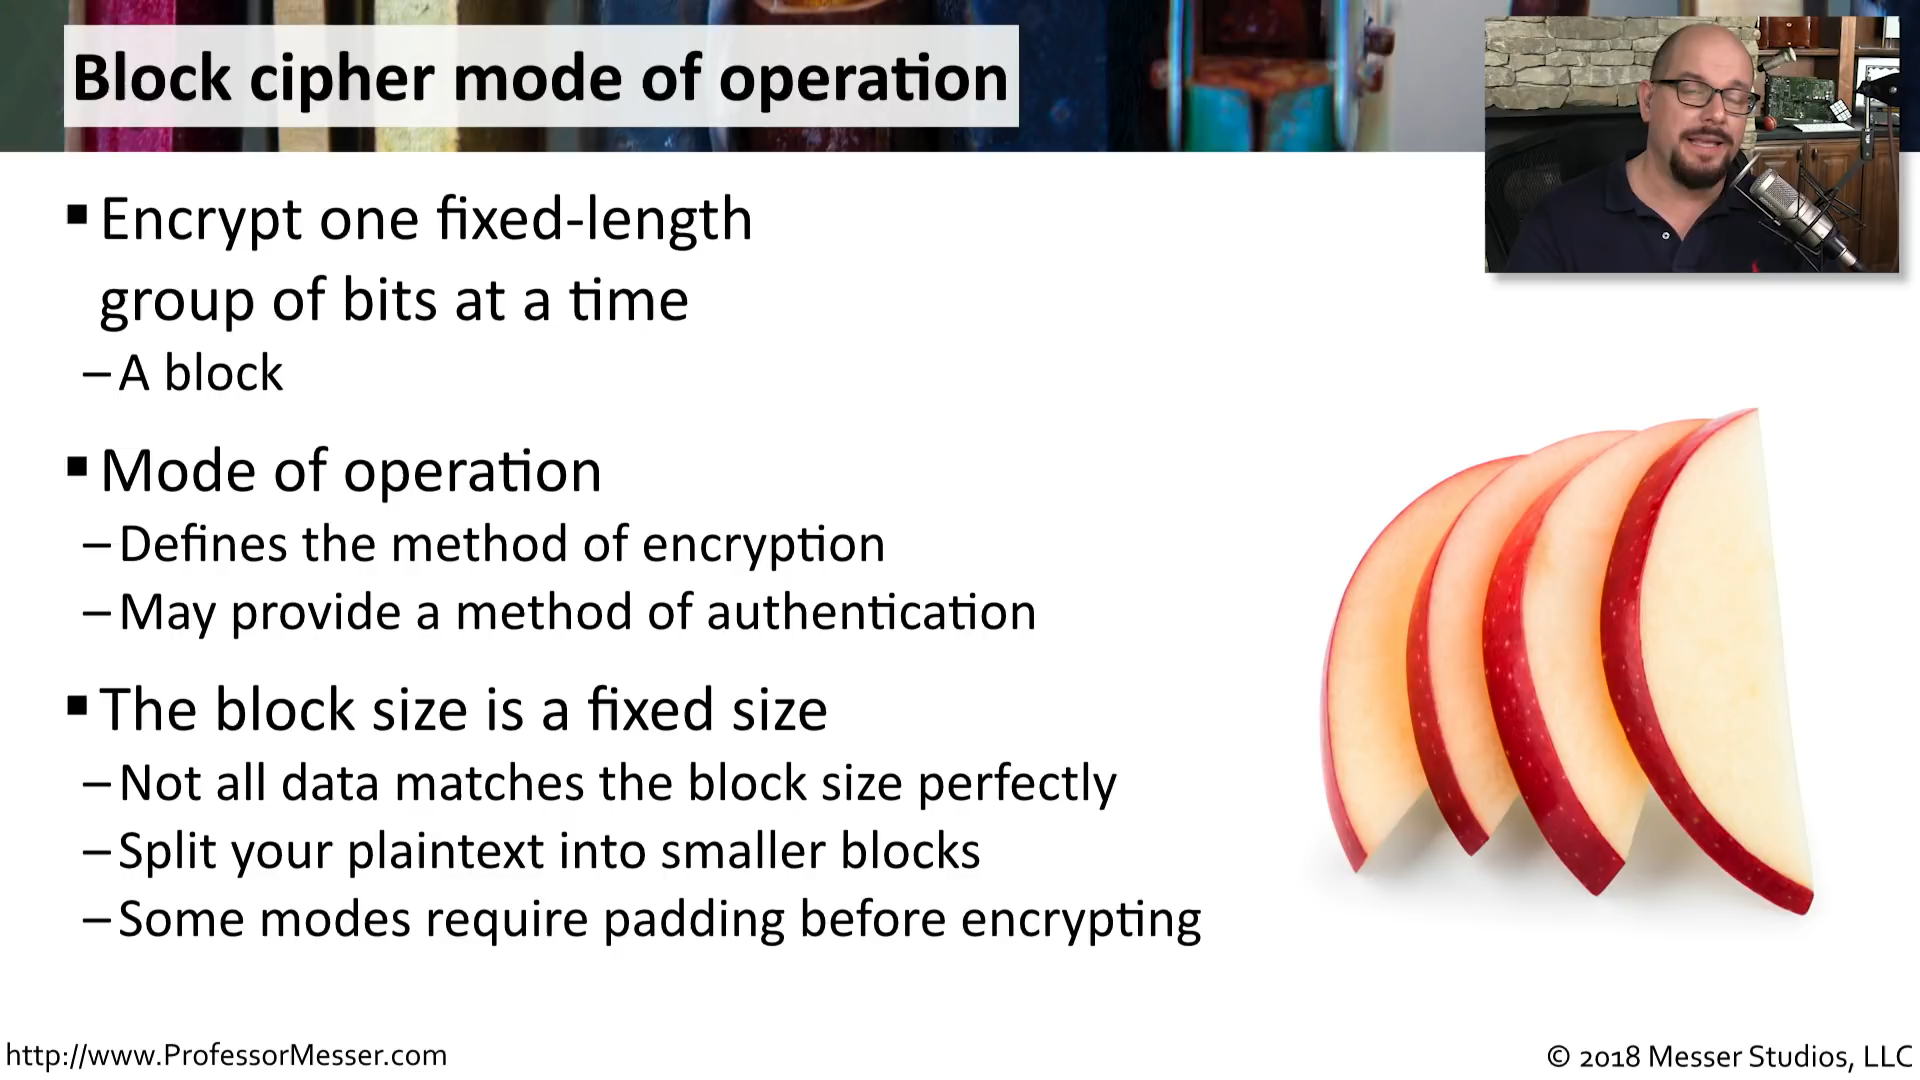 Block cipher mode of operation
▪ Encrypt one fixed-length
group of bits at a time
– A block
▪ Mode of operation
– Defines the method of encryption
– May provide a method of authentication
▪ The block size is a fixed size
– Not all data matches the block size perfectly
– Split your plaintext into smaller blocks
– Some modes require padding before encrypting
http://www.ProfessorMesser.com
© 2018 Messer Studios, LLC